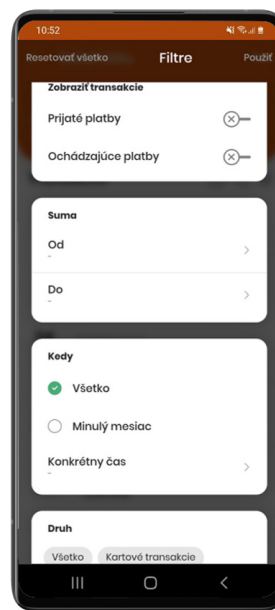 10:52
Resetovať všetko Filtre Použiť
Zobraziť transakcie
Prijaté platby
Ochádzajúce platby
Suma
Od
-
Do
-
Kedy
Všetko
Minulý mesiac
Konkrétny čas
-
Druh
Všetko Kartové transakcie